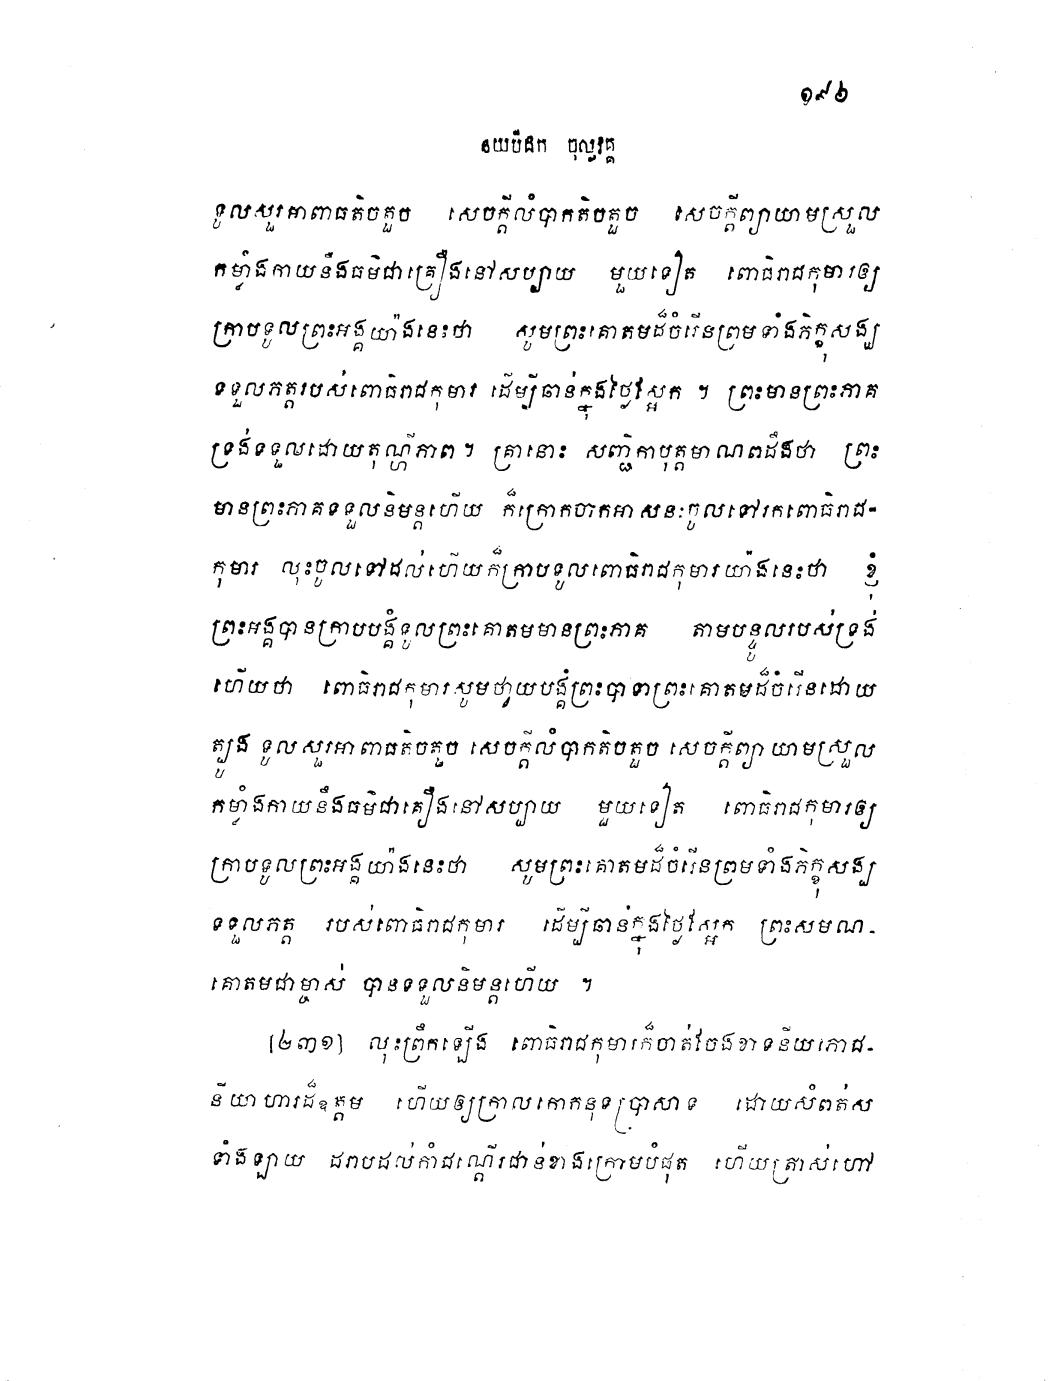 ១៩៦
នយបិដក ចុល្លវគ្គ
ទូលសួរអាពាធតិចតួច សេចក្តីលំបាកតិចតួច សេចក្តីព្យាយាមស្រួល
កម្លាំងកាយនឹងធម៌ជាគ្រឿងនៅសប្បាយ មួយទៀត ពោធិរាជកុមារឲ្យ
ក្រាបទូលព្រះអង្គយ៉ាងនេះថា សូមព្រះគោតមដ៏ចំរើនព្រមទាំងភិក្ខុសង្ឃ
ទទួលភត្តរបស់ពោធិរាជកុមារ ដើម្បីឆាន់ក្នុងថ្ងៃស្អែក ។ ព្រះមានព្រះភាគ
ទ្រង់ទទួលដោយតុណ្ហីភាព ។ គ្រានោះ សញ្ជិកាបុត្តមាណពដឹងថា ព្រះ
មានព្រះភាគទទួលនិមន្តហើយ ក៏ក្រោកចាកអាសនៈចូលទៅរកពោធិរាជ-
កុមារ លុះចូលទៅដល់ហើយក៏ក្រាបទូលពោធិរាជកុមារយ៉ាងនេះថា ខ្ញុំ
ព្រះអង្គបានក្រាបបង្គំទូលព្រះគោតមមានព្រះភាគ តាមបន្ទូលរបស់ទ្រង់
ហើយថា ពោធិរាជកុមារសូមថ្វាយបង្គំព្រះបាទាព្រះគោតមដ៏ចំរើនដោយ
ត្បូង ទូលសួរអាពាធតិចតួច សេចក្តីលំបាកតិចតួច សេចក្តីព្យាយាមស្រួល
កម្លាំងកាយនឹងធម៌ជាគឿងនៅសប្បាយ មួយទៀត ពោធិរាជកុមារឲ្យ
ក្រាបទូលព្រះអង្គយ៉ាងនេះថា សូមព្រះគោតមដ៏ចំរើនព្រមទាំងភិក្ខុសង្ឃ
ទទួលភត្ត របស់ពោធិរាជកុមារ ដើម្បីឆាន់ក្នុងថ្ងៃស្អែក ព្រះសមណ-
គោតមជាម្ចាស់ បានទទួលនិមន្តហើយ ។
[២៣១] លុះព្រឹកឡើង ពោធិរាជកុមារក៏ចាត់ចែងខាទនីយភោជ-
នីយាហារដ៏ឧត្តម ហើយឲ្យក្រាលកោកនុទប្រាសាទ ដោយសំពត់ស
ទាំងឡាយ ដរាបដល់កាំជណ្តើរជាន់ខាងក្រោមបំផុត ហើយត្រាស់ហៅ